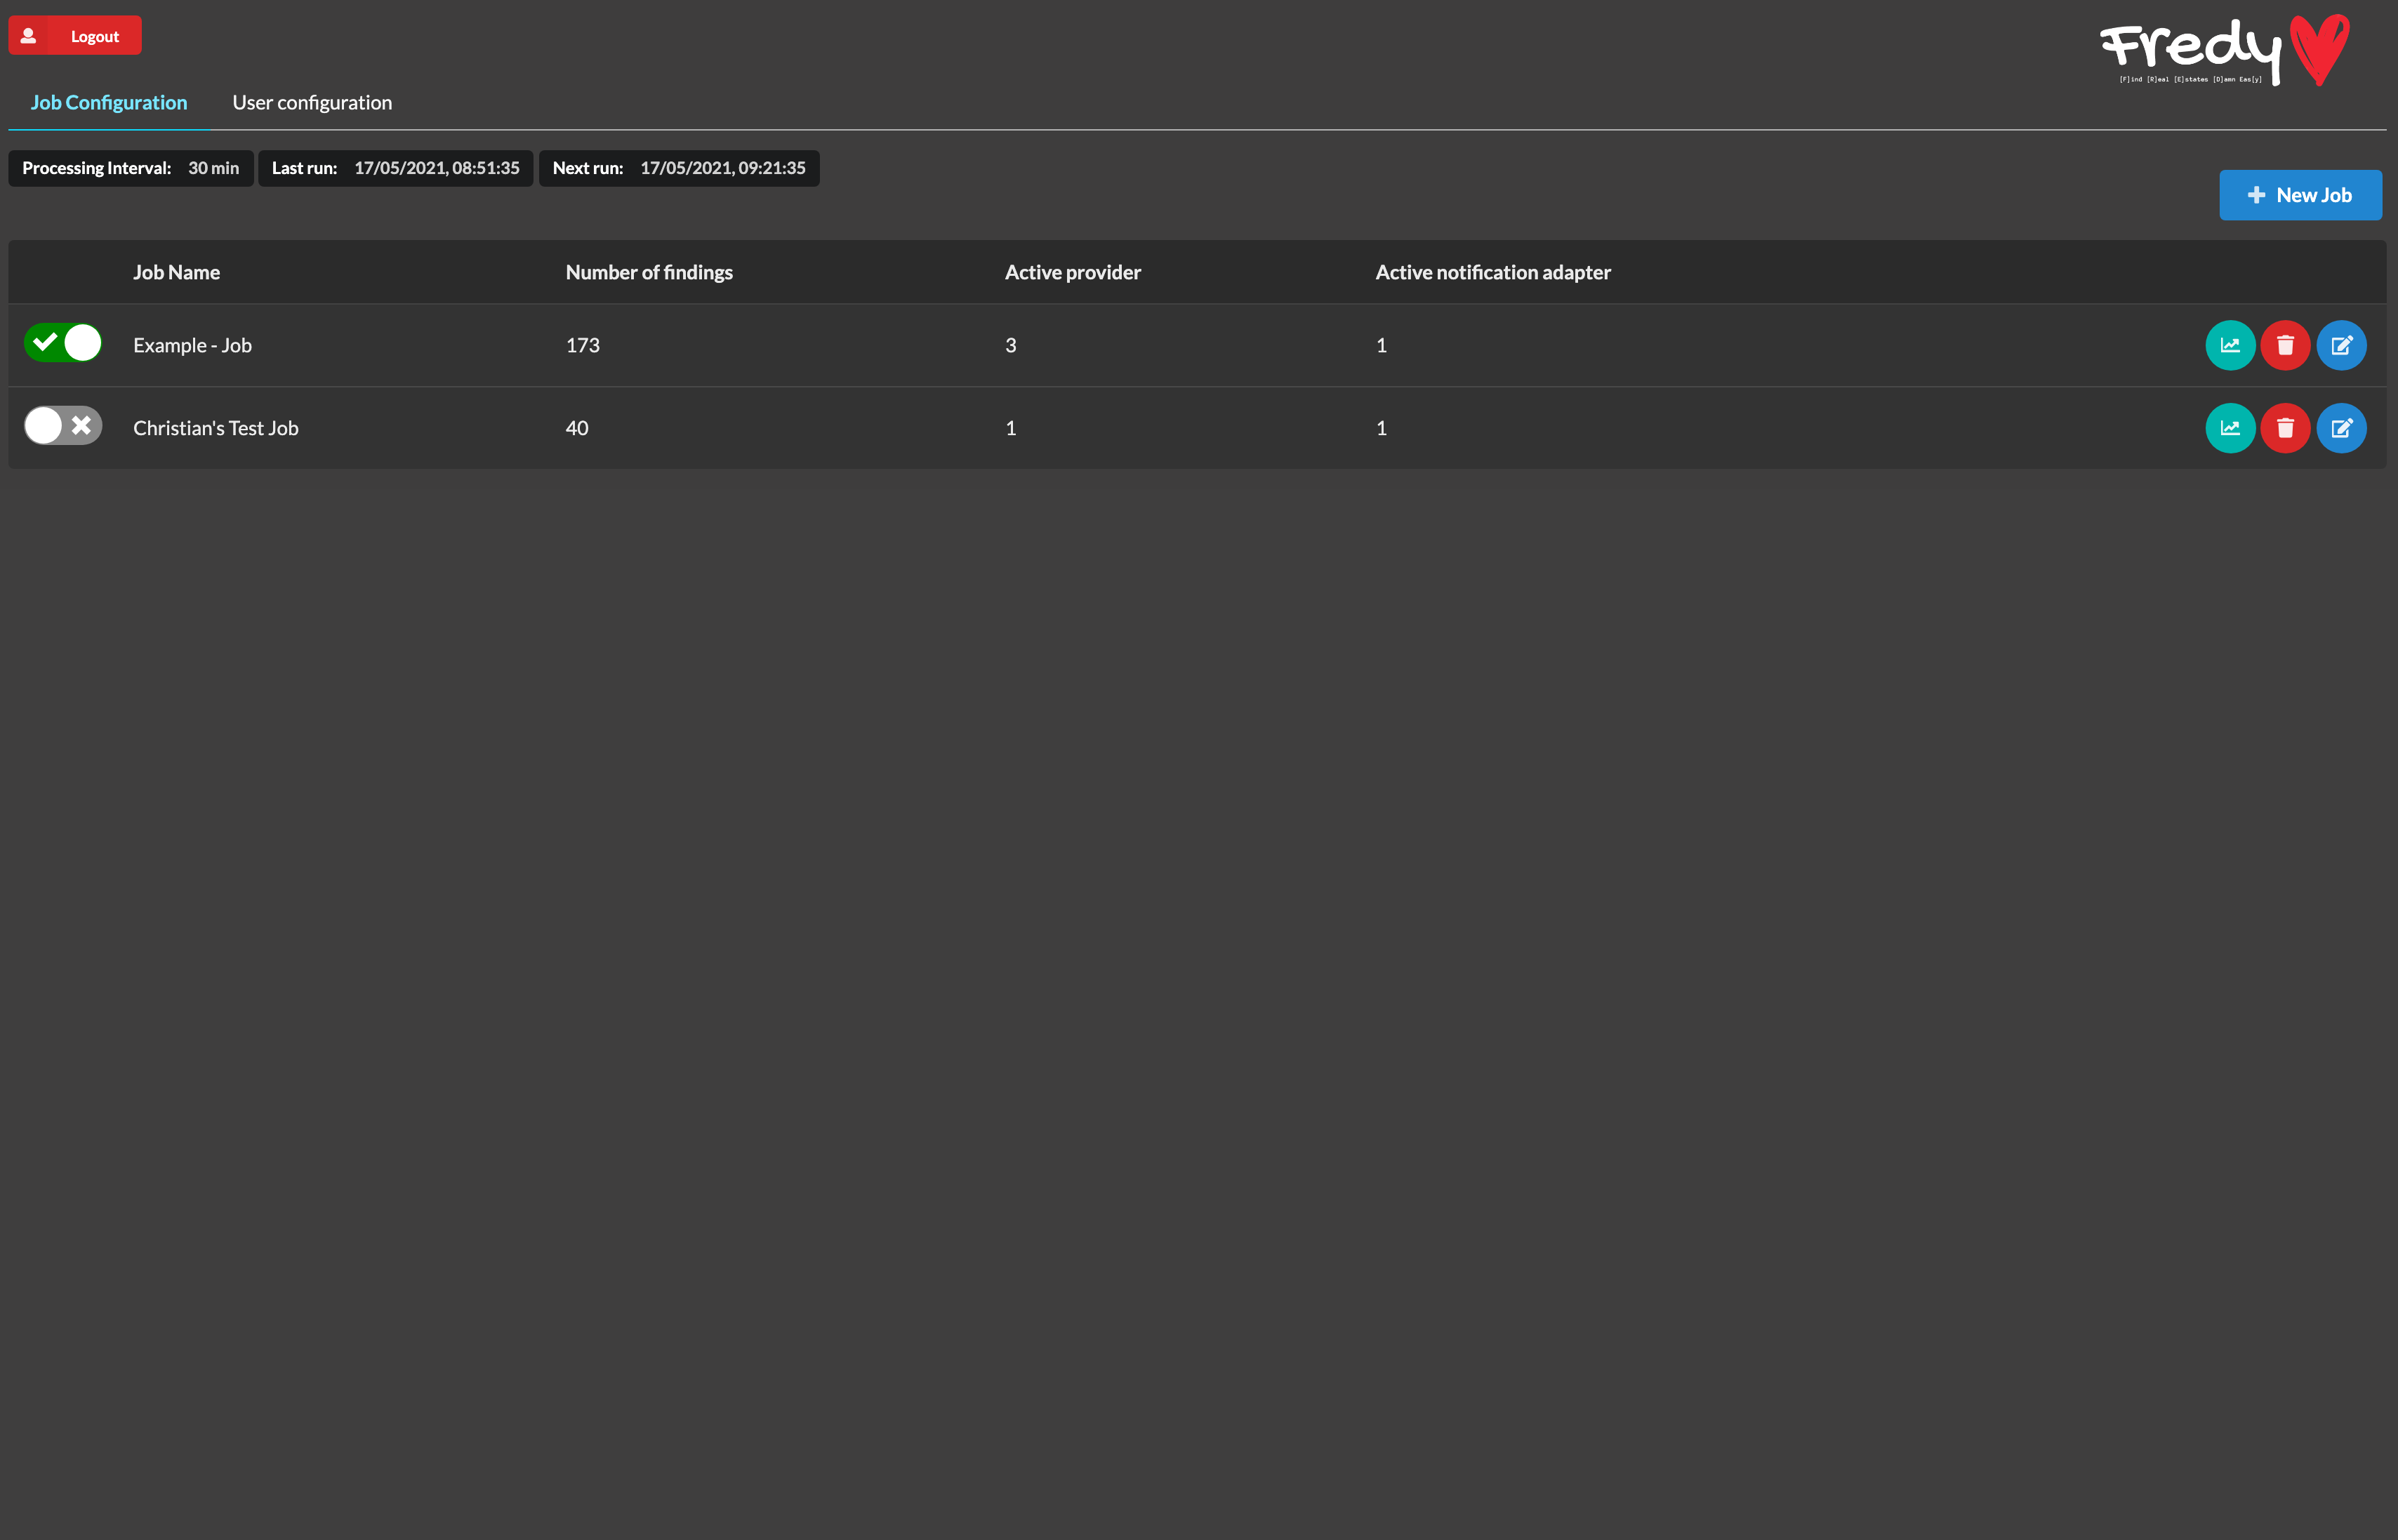 Logout
Fredy
[F]ind [R]eal [E]states [D]amn Eas[y]
Job Configuration User configuration
Processing Interval: 30 min Last run: 17/05/2021, 08:51:35 Next run: 17/05/2021, 09:21:35
New Job
Job Name Number of findings Active provider Active notification adapter
Example - Job 173 3 1
Christian's Test Job 40 1 1